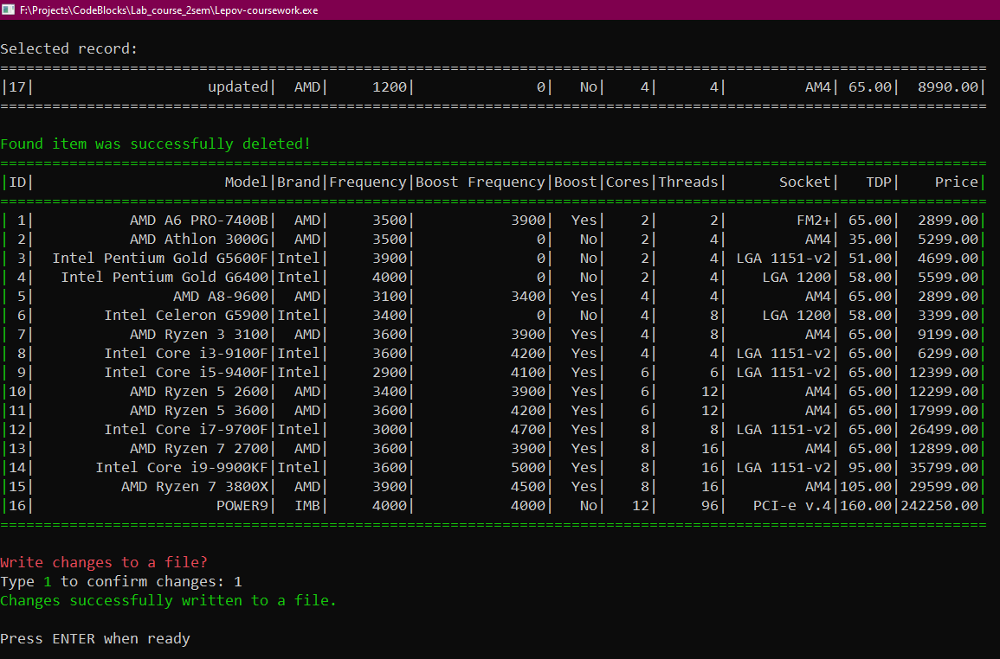 F:\Projects\CodeBlocks\Lab_course_2sem\Lepov-coursework.exe
Selected record:
==================================================================================================================
|17|                           updated|  AMD|     1200|              0|   No|    4|      4|         AM4| 65.00|  8990.00|
==================================================================================================================
Found item was successfully deleted!
==================================================================================================================
|ID|                      Model|Brand|Frequency|Boost Frequency|Boost|Cores|Threads|      Socket|   TDP|    Price|
==================================================================================================================
| 1|           AMD A6 PRO-7400B|  AMD|     3500|           3900|  Yes|    2|      2|        FM2+| 65.00|  2899.00|
| 2|           AMD Athlon 3000G|  AMD|     3500|              0|   No|    2|      4|         AM4| 35.00|  5299.00|
| 3|  Intel Pentium Gold G5600F|Intel|     3900|              0|   No|    2|      4| LGA 1151-v2| 51.00|  4699.00|
| 4|   Intel Pentium Gold G6400|Intel|     4000|              0|   No|    2|      4|    LGA 1200| 58.00|  5599.00|
| 5|                AMD A8-9600|  AMD|     3100|           3400|  Yes|    4|      4|         AM4| 65.00|  2899.00|
| 6|        Intel Celeron G5900|Intel|     3400|              0|   No|    4|      8|    LGA 1200| 58.00|  3399.00|
| 7|           AMD Ryzen 3 3100|  AMD|     3600|           3900|  Yes|    4|      8|         AM4| 65.00|  9199.00|
| 8|        Intel Core i3-9100F|Intel|     3600|           4200|  Yes|    4|      4| LGA 1151-v2| 65.00|  6299.00|
| 9|        Intel Core i5-9400F|Intel|     2900|           4100|  Yes|    6|      6| LGA 1151-v2| 65.00| 12399.00|
|10|           AMD Ryzen 5 2600|  AMD|     3400|           3900|  Yes|    6|     12|         AM4| 65.00| 12299.00|
|11|           AMD Ryzen 5 3600|  AMD|     3600|           4200|  Yes|    6|     12|         AM4| 65.00| 17999.00|
|12|        Intel Core i7-9700F|Intel|     3000|           4700|  Yes|    8|      8| LGA 1151-v2| 65.00| 26499.00|
|13|           AMD Ryzen 7 2700|  AMD|     3600|           3900|  Yes|    8|     16|         AM4| 65.00| 12899.00|
|14|       Intel Core i9-9900KF|Intel|     3600|           5000|  Yes|    8|     16| LGA 1151-v2| 95.00| 35799.00|
|15|          AMD Ryzen 7 3800X|  AMD|     3900|           4500|  Yes|    8|     16|         AM4|105.00| 29599.00|
|16|                     POWER9|  IMB|     4000|           4000|   No|   12|     96|   PCI-e v.4|160.00|242250.00|
==================================================================================================================
Write changes to a file?
Type 1 to confirm changes: 1
Changes successfully written to a file.
Press ENTER when ready